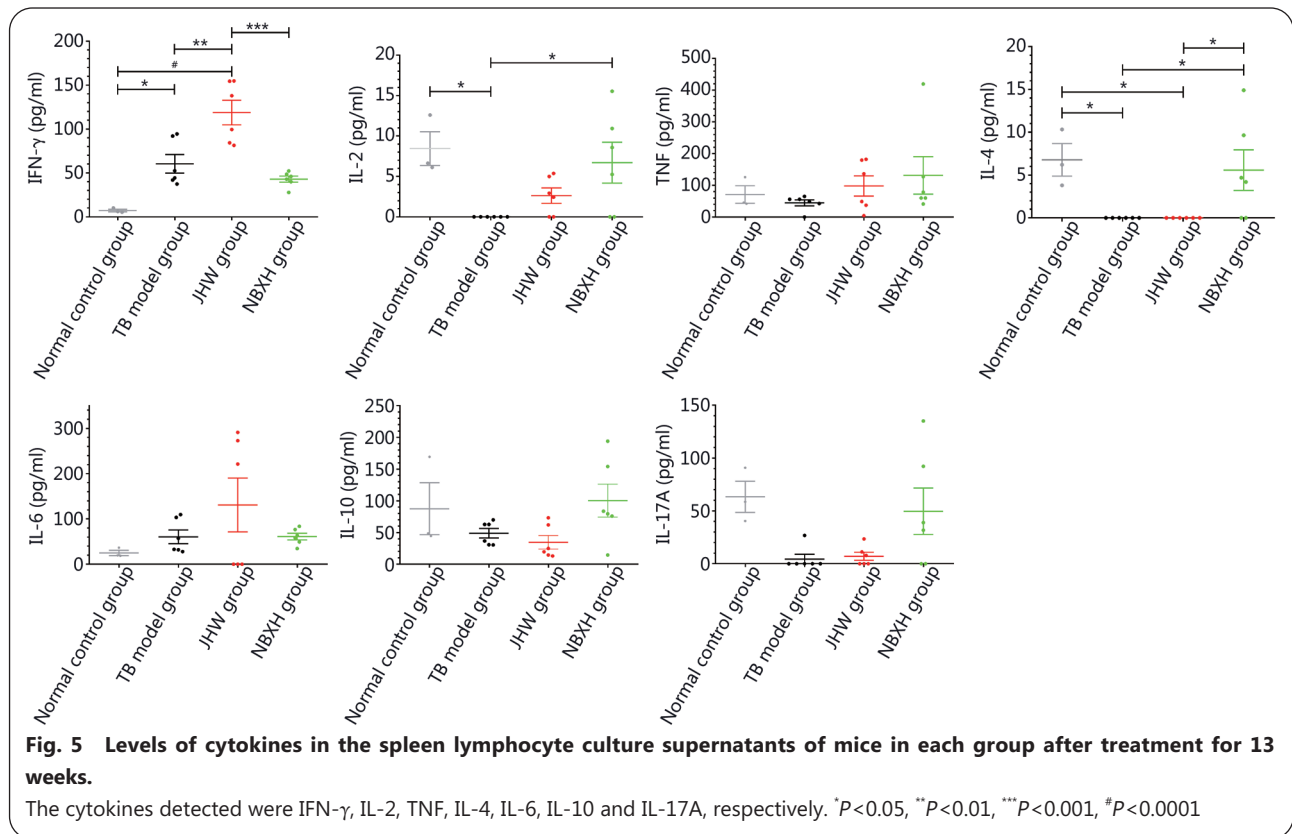 ***
**
#
*
200
150
100
50
0
IFN-γ (pg/ml)
Normal control group
TB model group
JHW group
NBXH group
*
*
20
15
10
5
0
IL-2 (pg/ml)
Normal control group
TB model group
JHW group
NBXH group
500
400
300
200
100
0
TNF (pg/ml)
Normal control group
TB model group
JHW group
NBXH group
*
*
*
*
20
15
10
5
0
IL-4 (pg/ml)
Normal control group
TB model group
JHW group
NBXH group
300
200
100
0
IL-6 (pg/ml)
Normal control group
TB model group
JHW group
NBXH group
250
200
150
100
50
0
IL-10 (pg/ml)
Normal control group
TB model group
JHW group
NBXH group
150
100
50
0
IL-17A (pg/ml)
Normal control group
TB model group
JHW group
NBXH group
Fig. 5 Levels of cytokines in the spleen lymphocyte culture supernatants of mice in each group after treatment for 13
weeks.
The cytokines detected were IFN-γ, IL-2, TNF, IL-4, IL-6, IL-10 and IL-17A, respectively. *P<0.05, **P<0.01, ***P<0.001, #P<0.0001